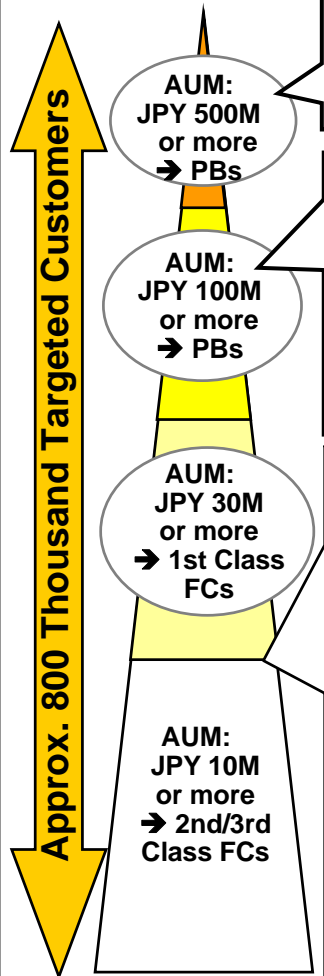 Approx. 800 Thousand Targeted Customers
AUM:
JPY 500M
or more
➔ PBs
AUM:
JPY 100M
or more
➔ PBs
AUM:
JPY 30M
or more
➔ 1st Class
FCs
AUM:
JPY 10M
or more
➔ 2nd/3rd
Class FCs